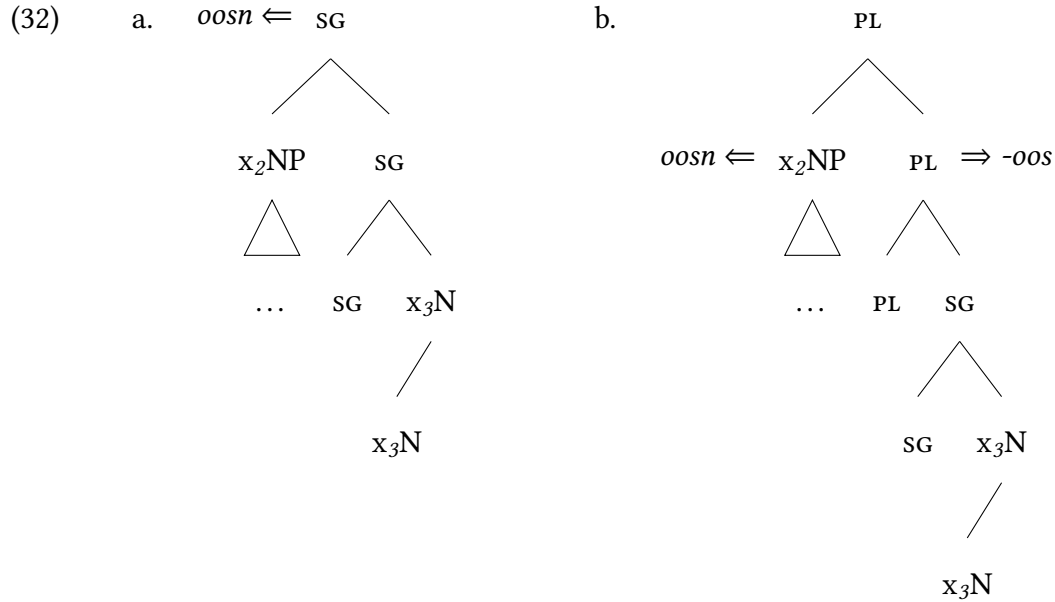 (32) a. oosn ⇐ SG b. PL
x₂NP SG oosn ⇐ x₂NP PL ⇒ -oos
… SG x₃N … PL SG
x₃N SG x₃N
x₃N